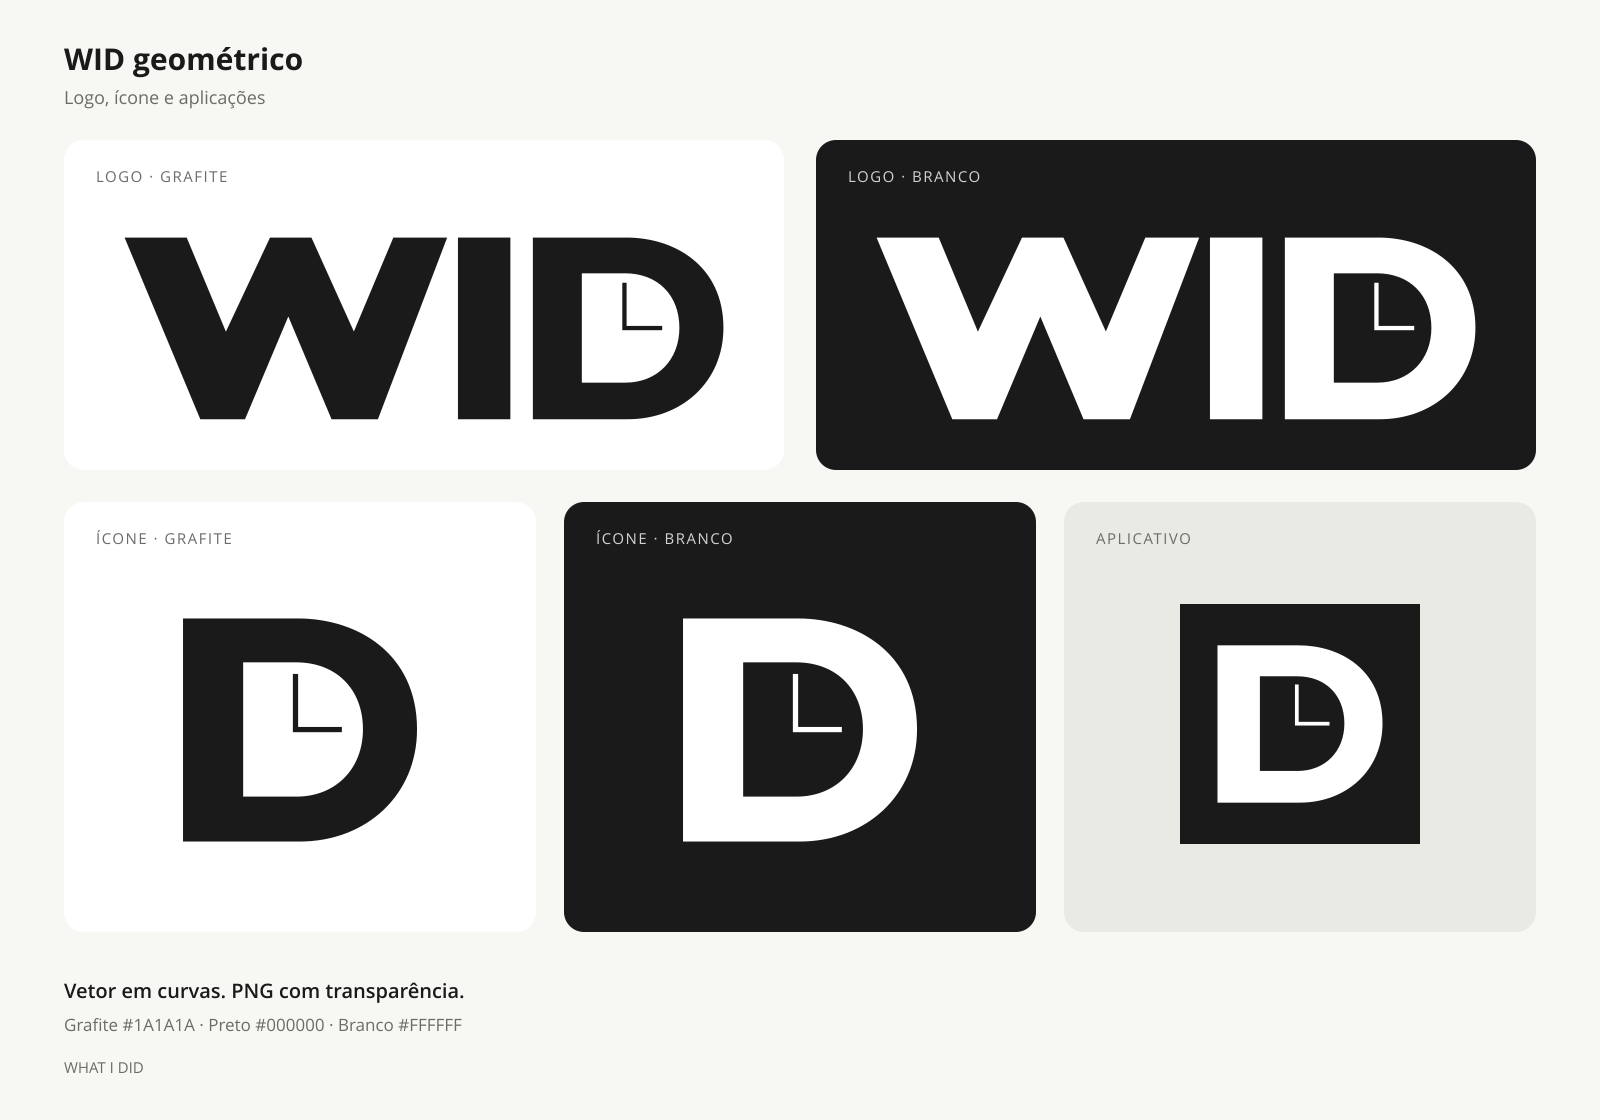 WID geométrico
Logo, ícone e aplicações
LOGO · GRAFITE
WID
LOGO · BRANCO
WID
ÍCONE · GRAFITE
D
ÍCONE · BRANCO
D
APLICATIVO
D
Vetor em curvas. PNG com transparência.
Grafite #1A1A1A · Preto #000000 · Branco #FFFFFF
WHAT I DID